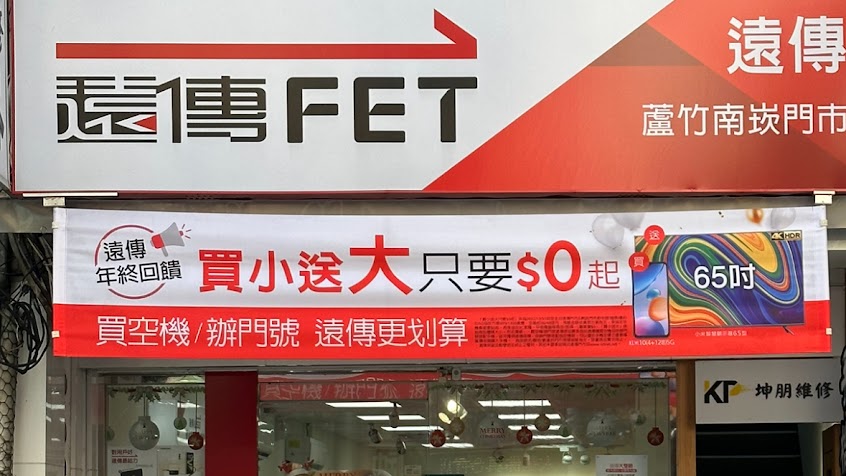 遠傳FET
遠傳
蘆竹南崁門市
遠傳
年終回饋
買小送大只要$0起
買
送
4K HDR
65吋
買空機/辦門號 遠傳更划算
KP 坤朋維修
MERRY